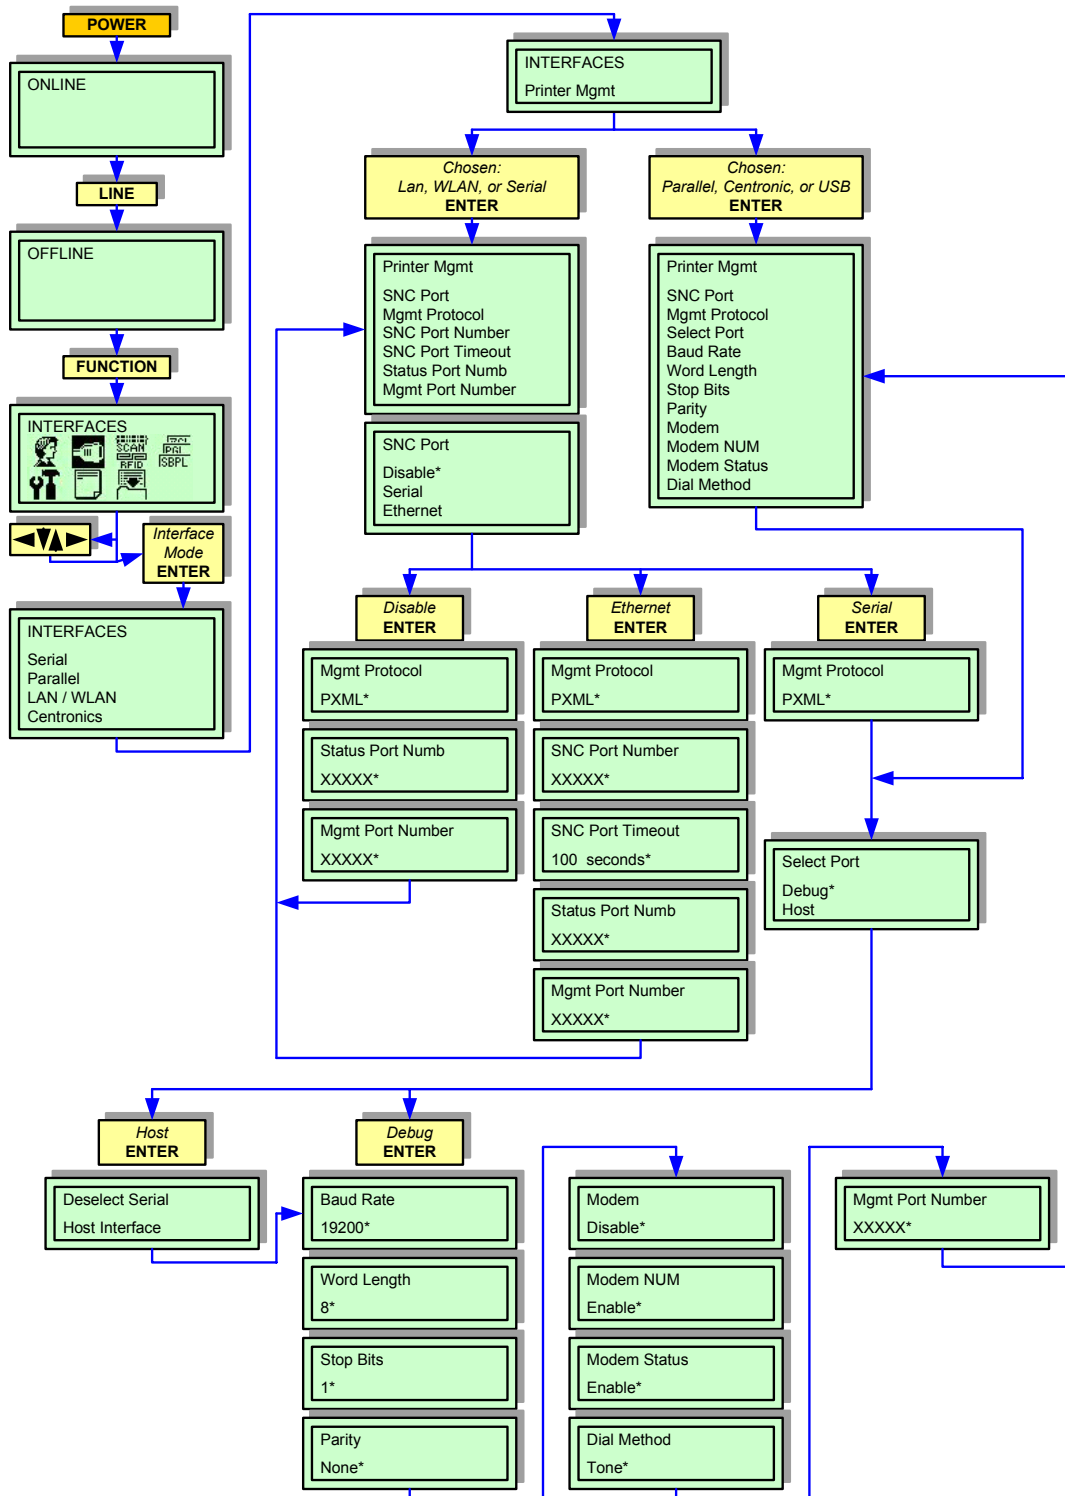 POWER
ONLINE
LINE
OFFLINE
FUNCTION
INTERFACES
SCAN
RFID
PGL
SBPL
Interface
Mode
ENTER
INTERFACES
Serial
Parallel
LAN / WLAN
Centronics
INTERFACES
Printer Mgmt
Chosen:
Lan, WLAN, or Serial
ENTER
Chosen:
Parallel, Centronic, or USB
ENTER
Printer Mgmt
SNC Port
Mgmt Protocol
SNC Port Number
SNC Port Timeout
Status Port Numb
Mgmt Port Number
SNC Port
Disable*
Serial
Ethernet
Printer Mgmt
SNC Port
Mgmt Protocol
Select Port
Baud Rate
Word Length
Stop Bits
Parity
Modem
Modem NUM
Modem Status
Dial Method
Disable
ENTER
Mgmt Protocol
PXML*
Status Port Numb
XXXXX*
Mgmt Port Number
XXXXX*
Ethernet
ENTER
Mgmt Protocol
PXML*
SNC Port Number
XXXXX*
SNC Port Timeout
100 seconds*
Status Port Numb
XXXXX*
Mgmt Port Number
XXXXX*
Serial
ENTER
Mgmt Protocol
PXML*
Select Port
Debug*
Host
Host
ENTER
Deselect Serial
Host Interface
Debug
ENTER
Baud Rate
19200*
Word Length
8*
Stop Bits
1*
Parity
None*
Modem
Disable*
Modem NUM
Enable*
Modem Status
Enable*
Dial Method
Tone*
Mgmt Port Number
XXXXX*